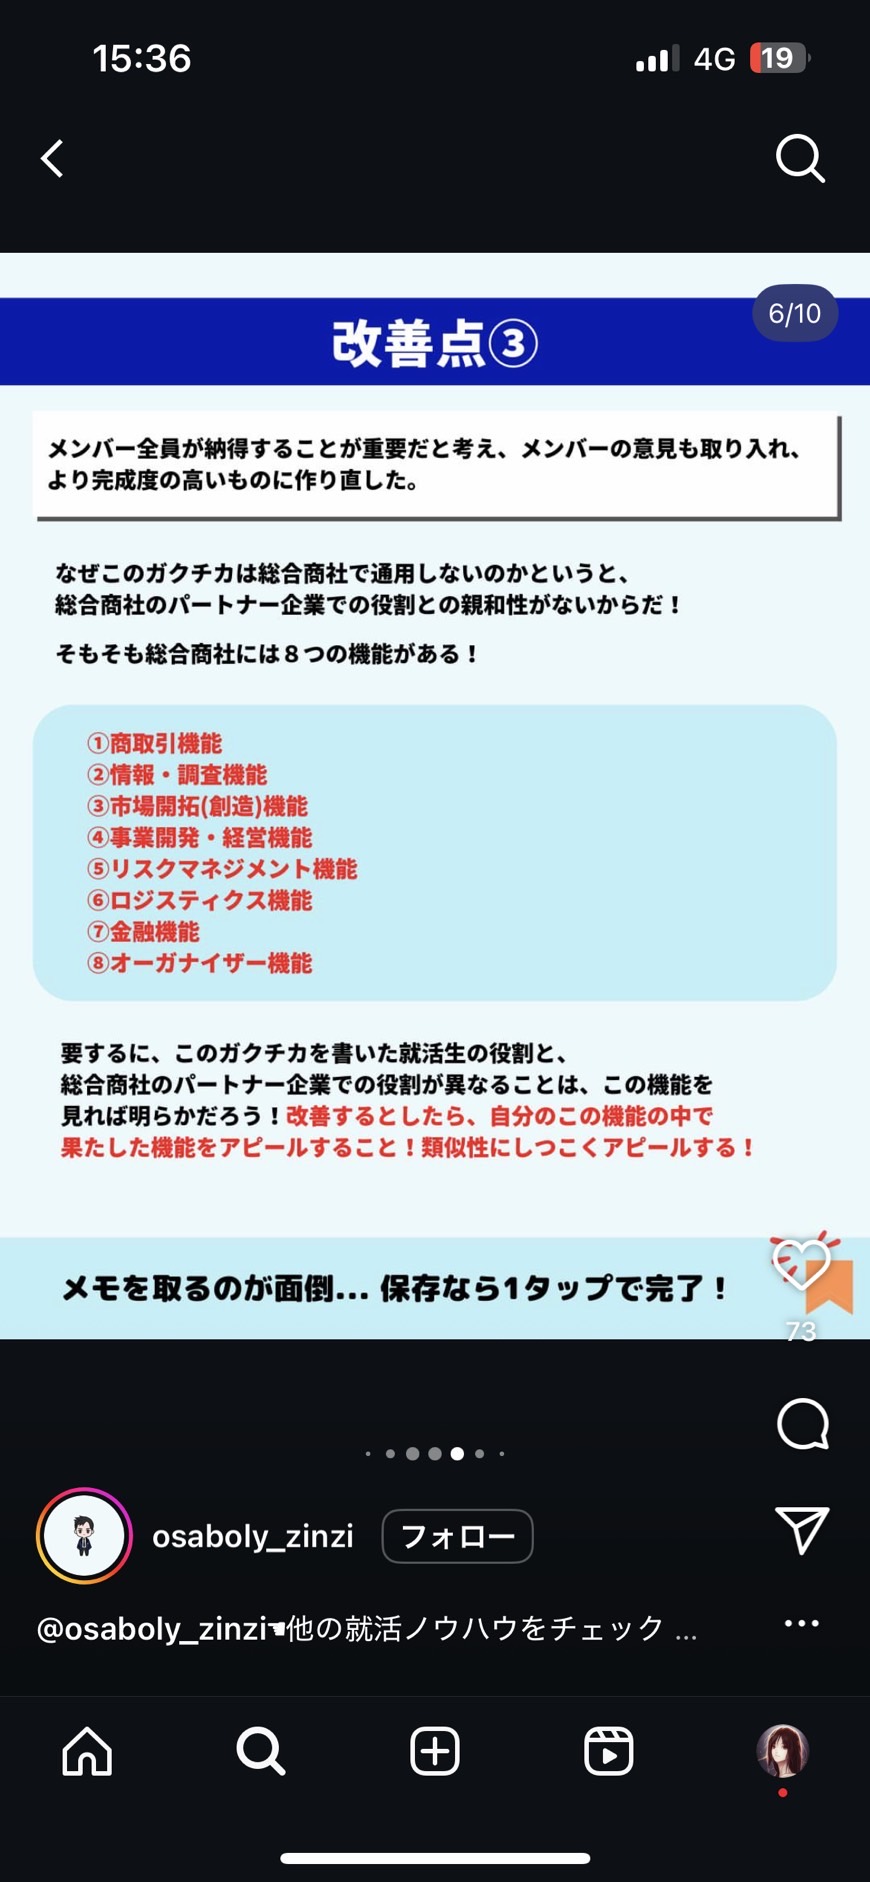 15:36
4G
19
6/10
改善点③
メンバー全員が納得することが重要だと考え、メンバーの意見も取り入れ、
より完成度の高いものに作り直した。
なぜこのガクチカは総合商社で通用しないのかというと、
総合商社のパートナー企業での役割との親和性がないからだ！
そもそも総合商社には８つの機能がある！
①商取引機能
②情報・調査機能
③市場開拓(創造)機能
④事業開発・経営機能
⑤リスクマネジメント機能
⑥ロジスティクス機能
⑦金融機能
⑧オーガナイザー機能
要するに、このガクチカを書いた就活生の役割と、
総合商社のパートナー企業での役割が異なることは、この機能を
見れば明らかだろう！改善するとしたら、自分のこの機能の中で
果たした機能をアピールすること！類似性にしつこくアピールする！
メモを取るのが面倒... 保存なら1タップで完了！
73
osaboly_zinzi
フォロー
@osaboly_zinzi☚他の就活ノウハウをチェック ...